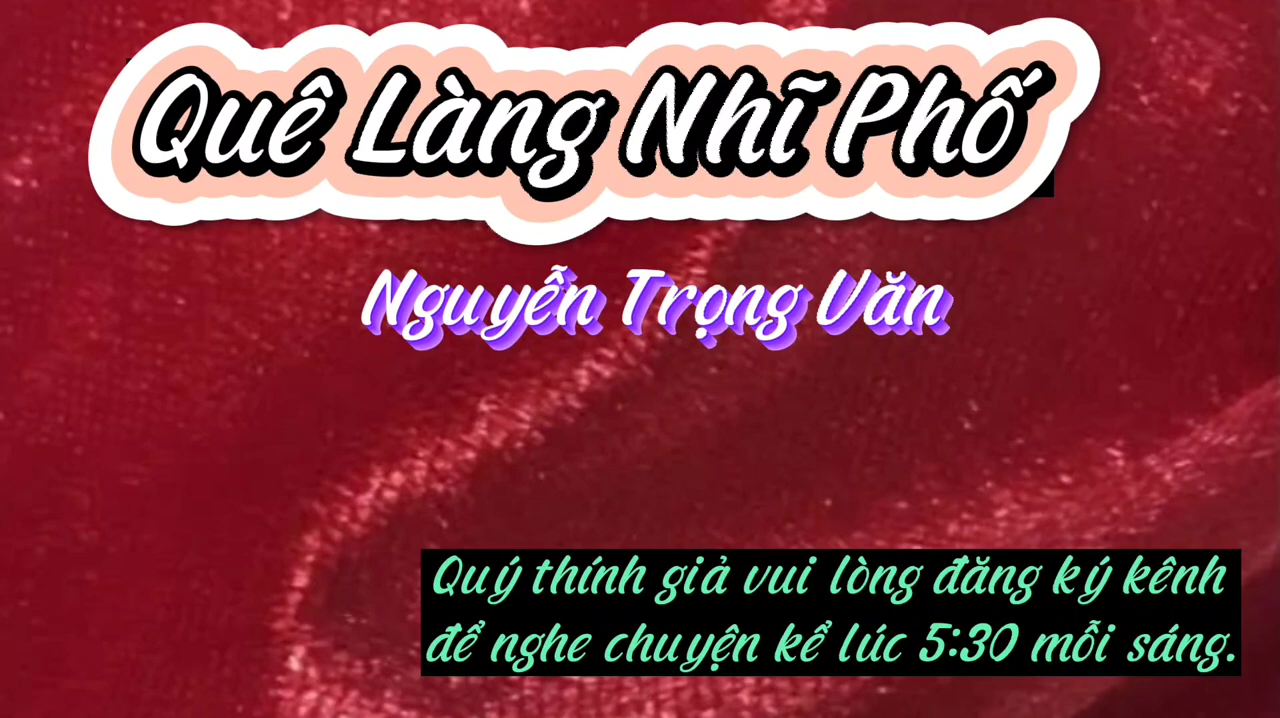 Quê Làng Nhĩ Phố
Nguyễn Trọng Văn
Quý thính giả vui lòng đăng ký kênh
để nghe chuyện kể lúc 5:30 mỗi sáng.